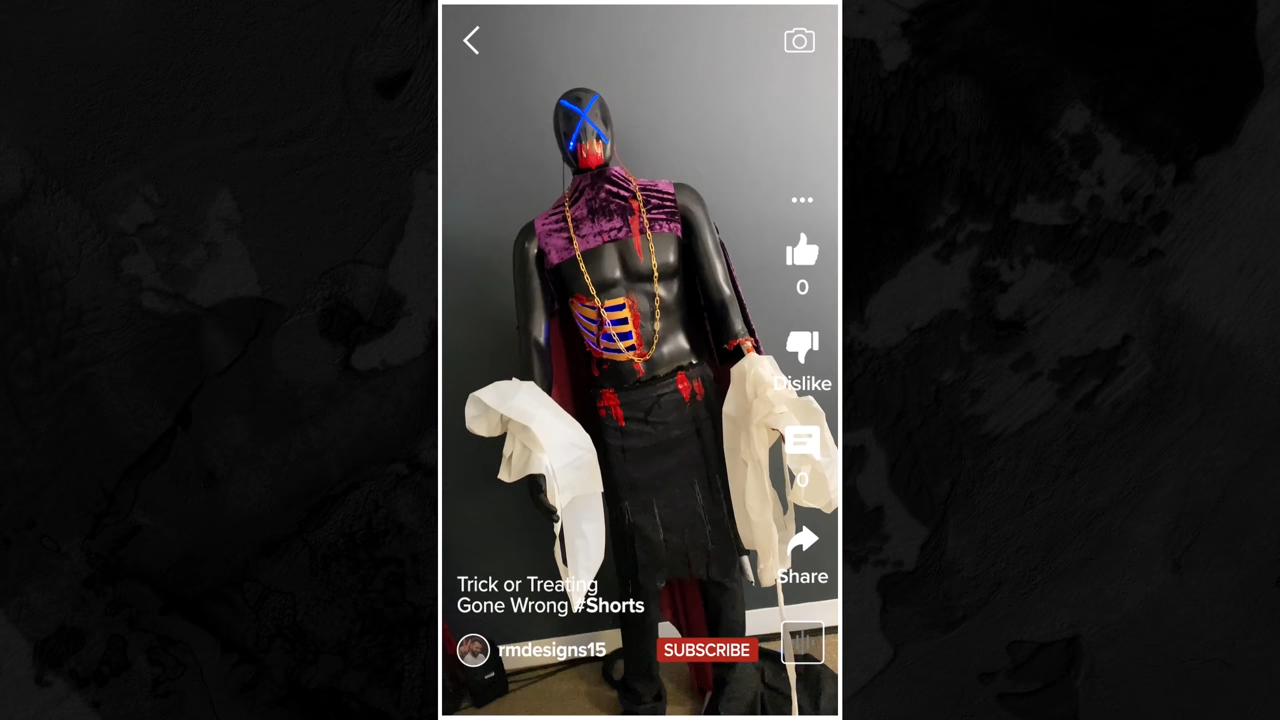 0
Dislike
0
Share
Trick or Treating
Gone Wrong #Shorts
rmdesigns15
SUBSCRIBE